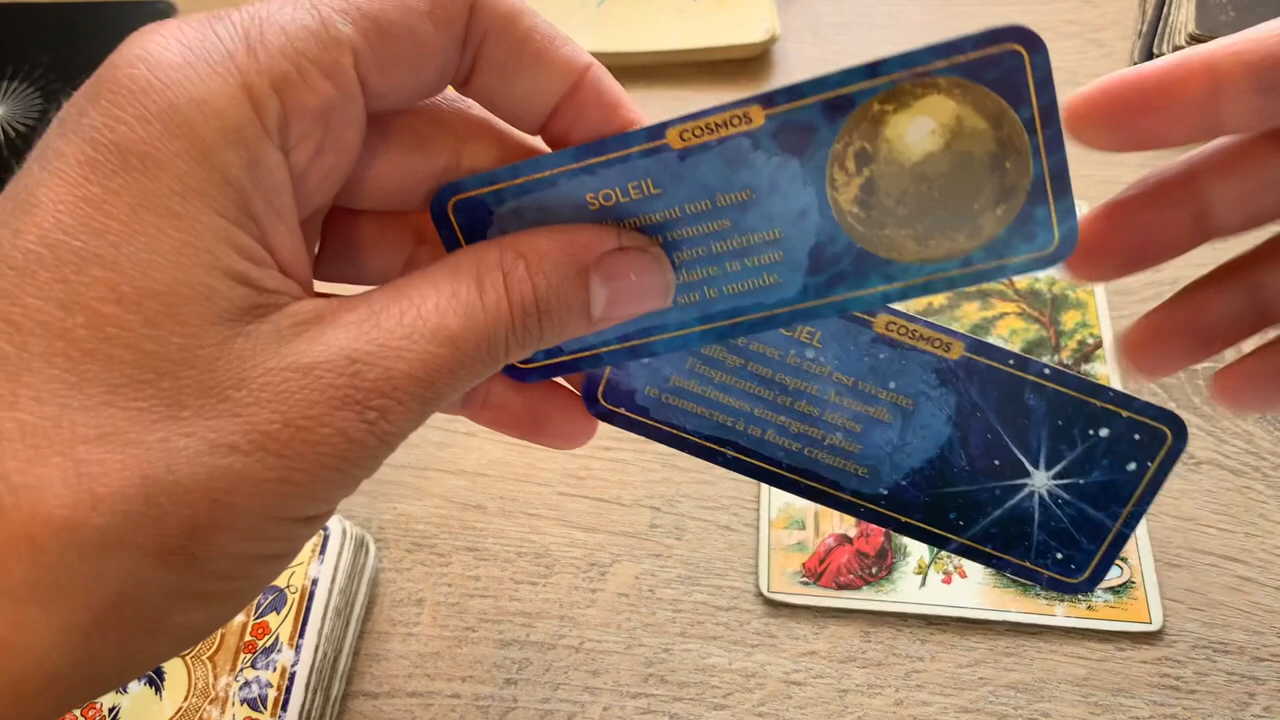 COSMOS
SOLEIL
illuminent ton âme,
renoues
père intérieur.
ta vraie
sur le monde.
COSMOS
CIEL
avec le ciel est vivante
allège ton esprit. Accueille
l'inspiration et des idées
judicieuses émergent pour
te connecter à ta force créatrice.